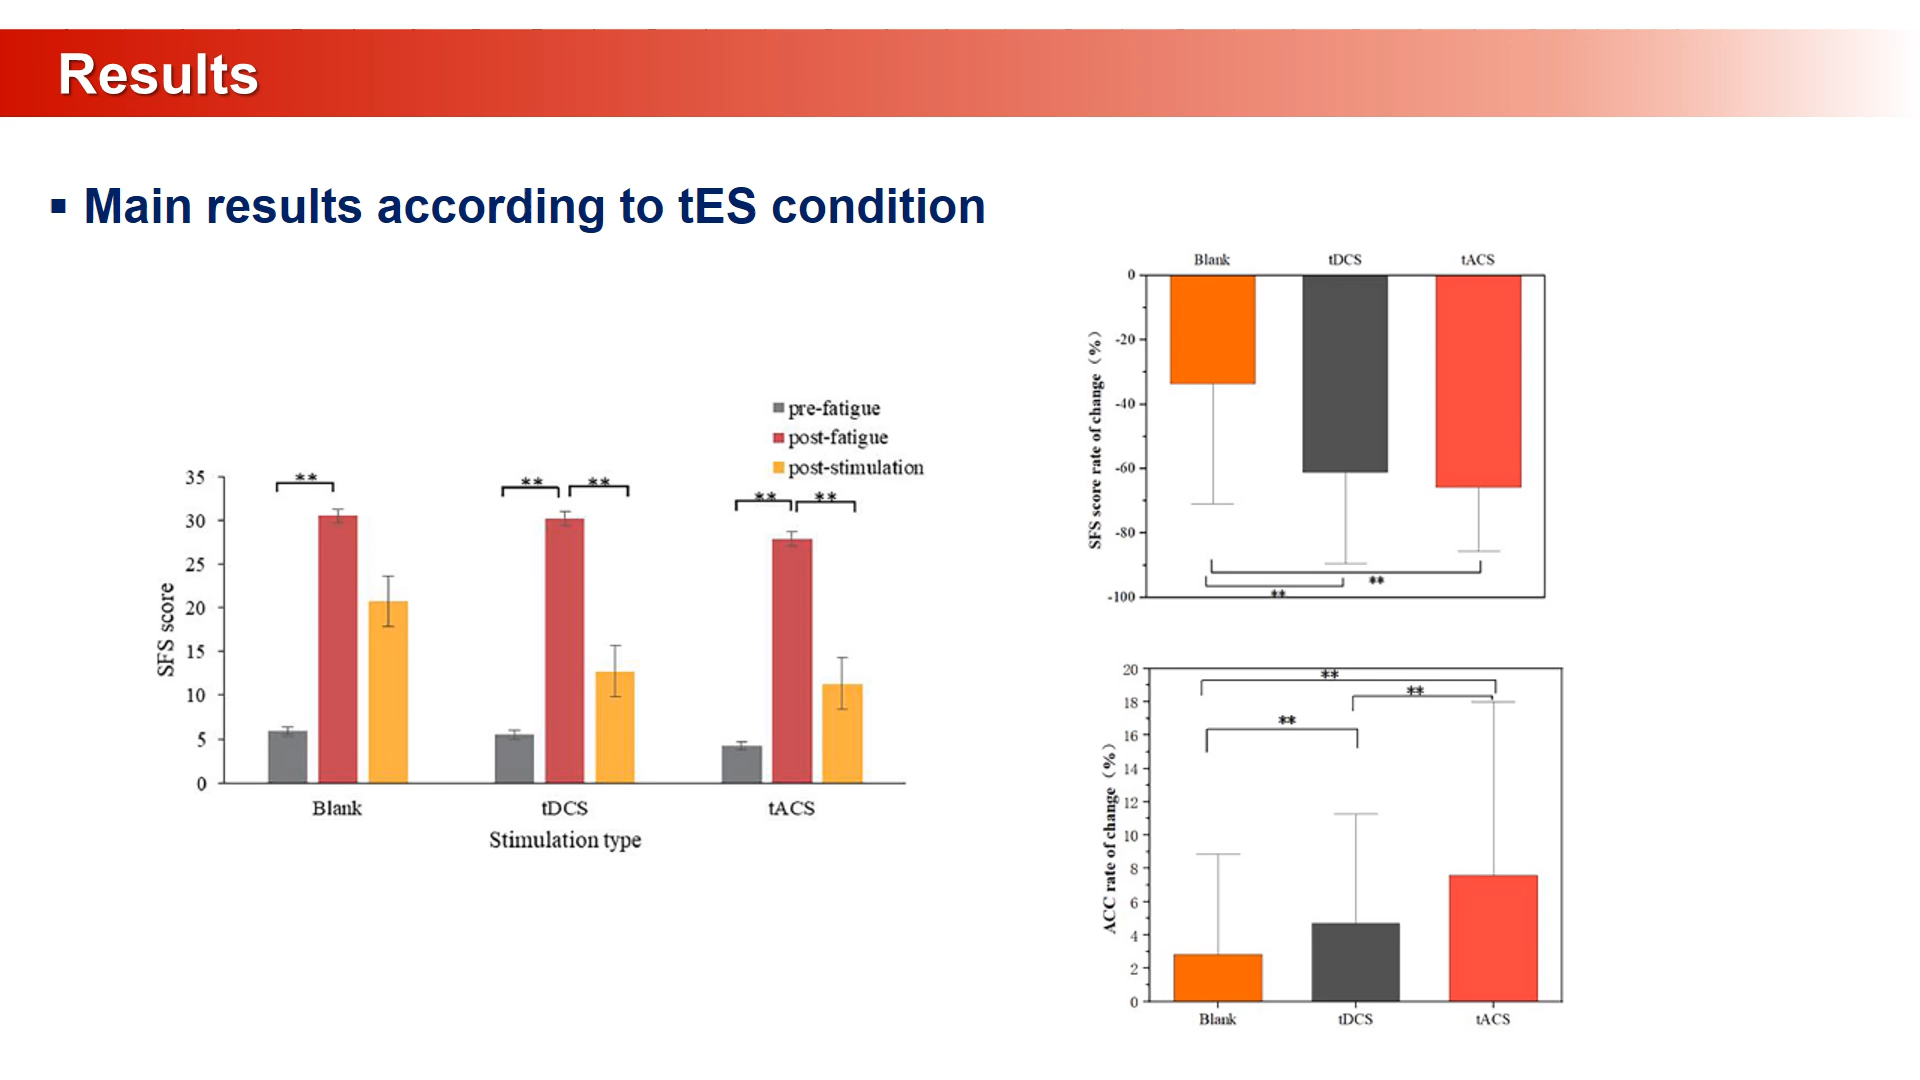 Results
▪ Main results according to tES condition
pre-fatigue
post-fatigue
post-stimulation
SFS score
35
30
25
20
15
10
5
0
** ** ** ** **
Blank tDCS tACS
Stimulation type
Blank tDCS tACS
SFS score rate of change (%)
0
-20
-40
-60
-80
-100
**
**
ACC rate of change (%)
20
18
16
14
12
10
8
6
4
2
0
**
**
**
Blank tDCS tACS